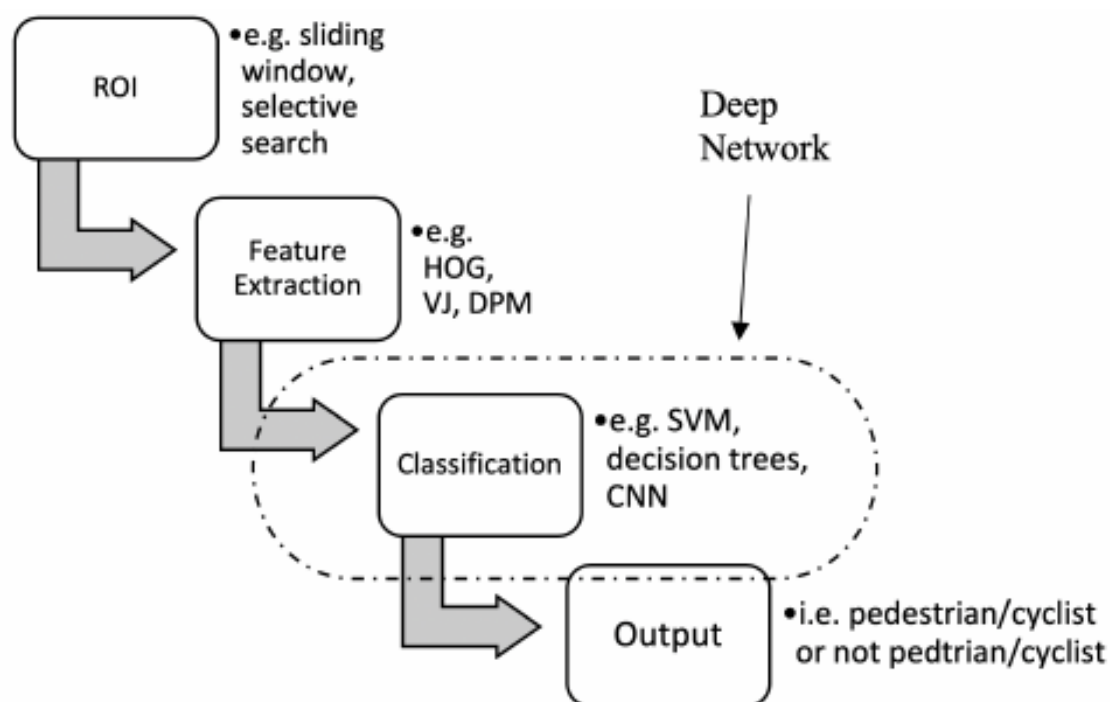 ROI
•e.g. sliding
window,
selective
search
Deep
Network
Feature
Extraction
•e.g.
HOG,
VJ, DPM
Classification
•e.g. SVM,
decision trees,
CNN
Output
•i.e. pedestrian/cyclist
or not pedtrian/cyclist